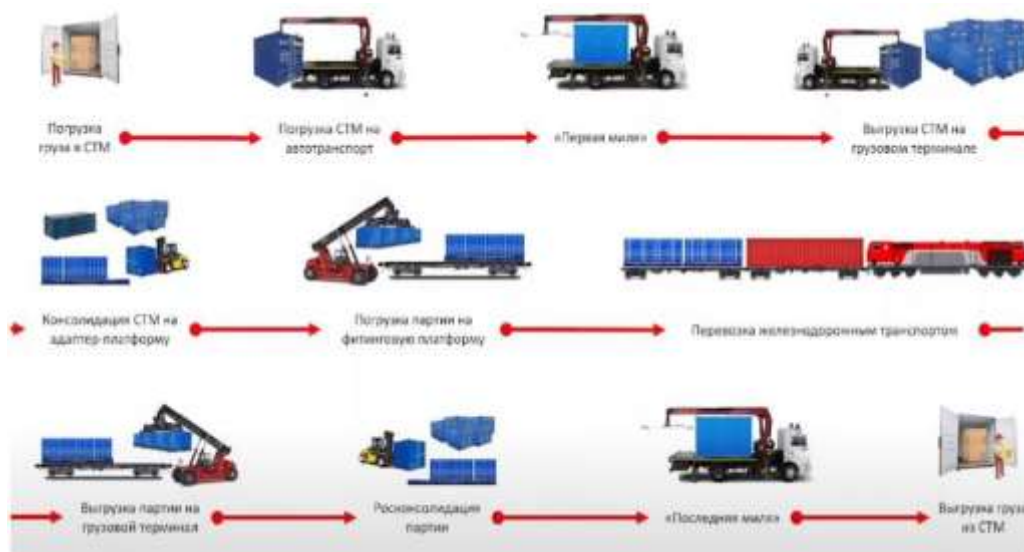 Погрузка
груза в СТМ
Погрузка СТМ на
автотранспорт
«Первая миля»
Выгрузка СТМ на
грузовом терминале
Консолидация СТМ на
адаптер-платформу
Погрузка партии на
фитинговую платформу
Перевозка железнодорожным транспортом
Выгрузка партии на
грузовой терминал
Росконсолидация
партии
«Последняя миля»
Выгрузка груза
из СТМ